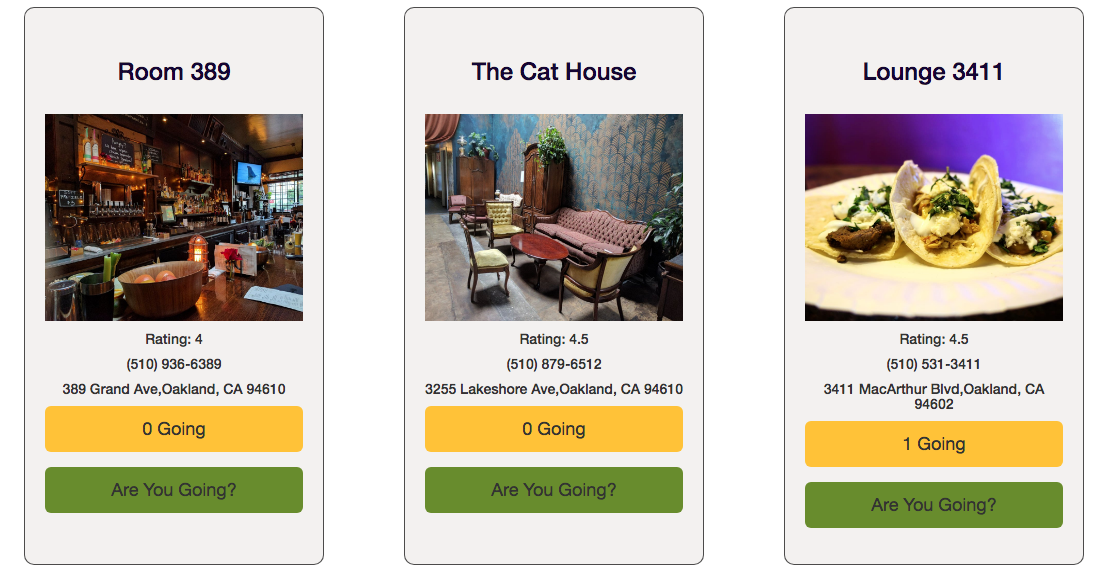 Room 389
Rating: 4
(510) 936-6389
389 Grand Ave,Oakland, CA 94610
0 Going
Are You Going?
The Cat House
Rating: 4.5
(510) 879-6512
3255 Lakeshore Ave,Oakland, CA 94610
0 Going
Are You Going?
Lounge 3411
Rating: 4.5
(510) 531-3411
3411 MacArthur Blvd,Oakland, CA
94602
1 Going
Are You Going?